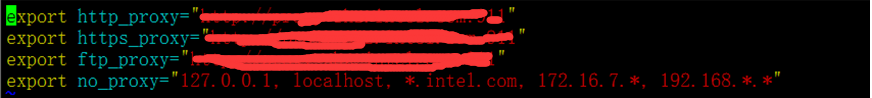 export http_proxy=" "
export https_proxy=" "
export ftp_proxy=" "
export no_proxy="127.0.0.1, localhost, *.intel.com, 172.16.7.*, 192.168.*.*"
~